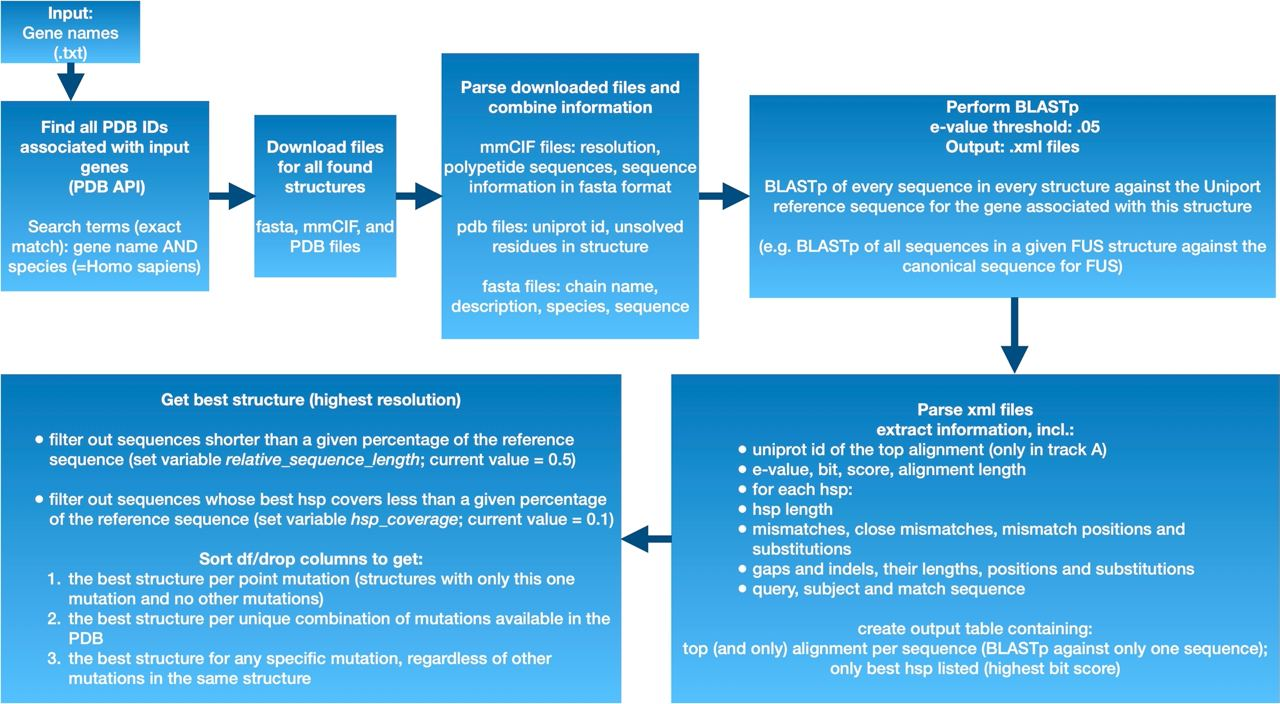 Input:
Gene names
(.txt)
Find all PDB IDs
associated with input
genes
(PDB API)
Search terms (exact
match): gene name AND
species (=Homo sapiens)
Download files
for all found
structures
fasta, mmCIF, and
PDB files
Parse downloaded files and
combine information
mmCIF files: resolution,
polypetide sequences, sequence
information in fasta format
pdb files: uniprot id, unsolved
residues in structure
fasta files: chain name,
description, species, sequence
Perform BLASTp
e-value threshold: .05
Output: .xml files
BLASTp of every sequence in every structure against the Uniport
reference sequence for the gene associated with this structure
(e.g. BLASTp of all sequences in a given FUS structure against the
canonical sequence for FUS)
Parse xml files
extract information, incl.:
• uniprot id of the top alignment (only in track A)
• e-value, bit, score, alignment length
• for each hsp:
• hsp length
• mismatches, close mismatches, mismatch positions and
substitutions
• gaps and indels, their lengths, positions and substitutions
• query, subject and match sequence
create output table containing:
top (and only) alignment per sequence (BLASTp against only one sequence);
only best hsp listed (highest bit score)
Get best structure (highest resolution)
• filter out sequences shorter than a given percentage of the reference
sequence (set variable relative_sequence_length; current value = 0.5)
• filter out sequences whose best hsp covers less than a given percentage
of the reference sequence (set variable hsp_coverage; current value = 0.1)
Sort df/drop columns to get:
1. the best structure per point mutation (structures with only this one
mutation and no other mutations)
2. the best structure per unique combination of mutations available in the
PDB
3. the best structure for any specific mutation, regardless of other
mutations in the same structure